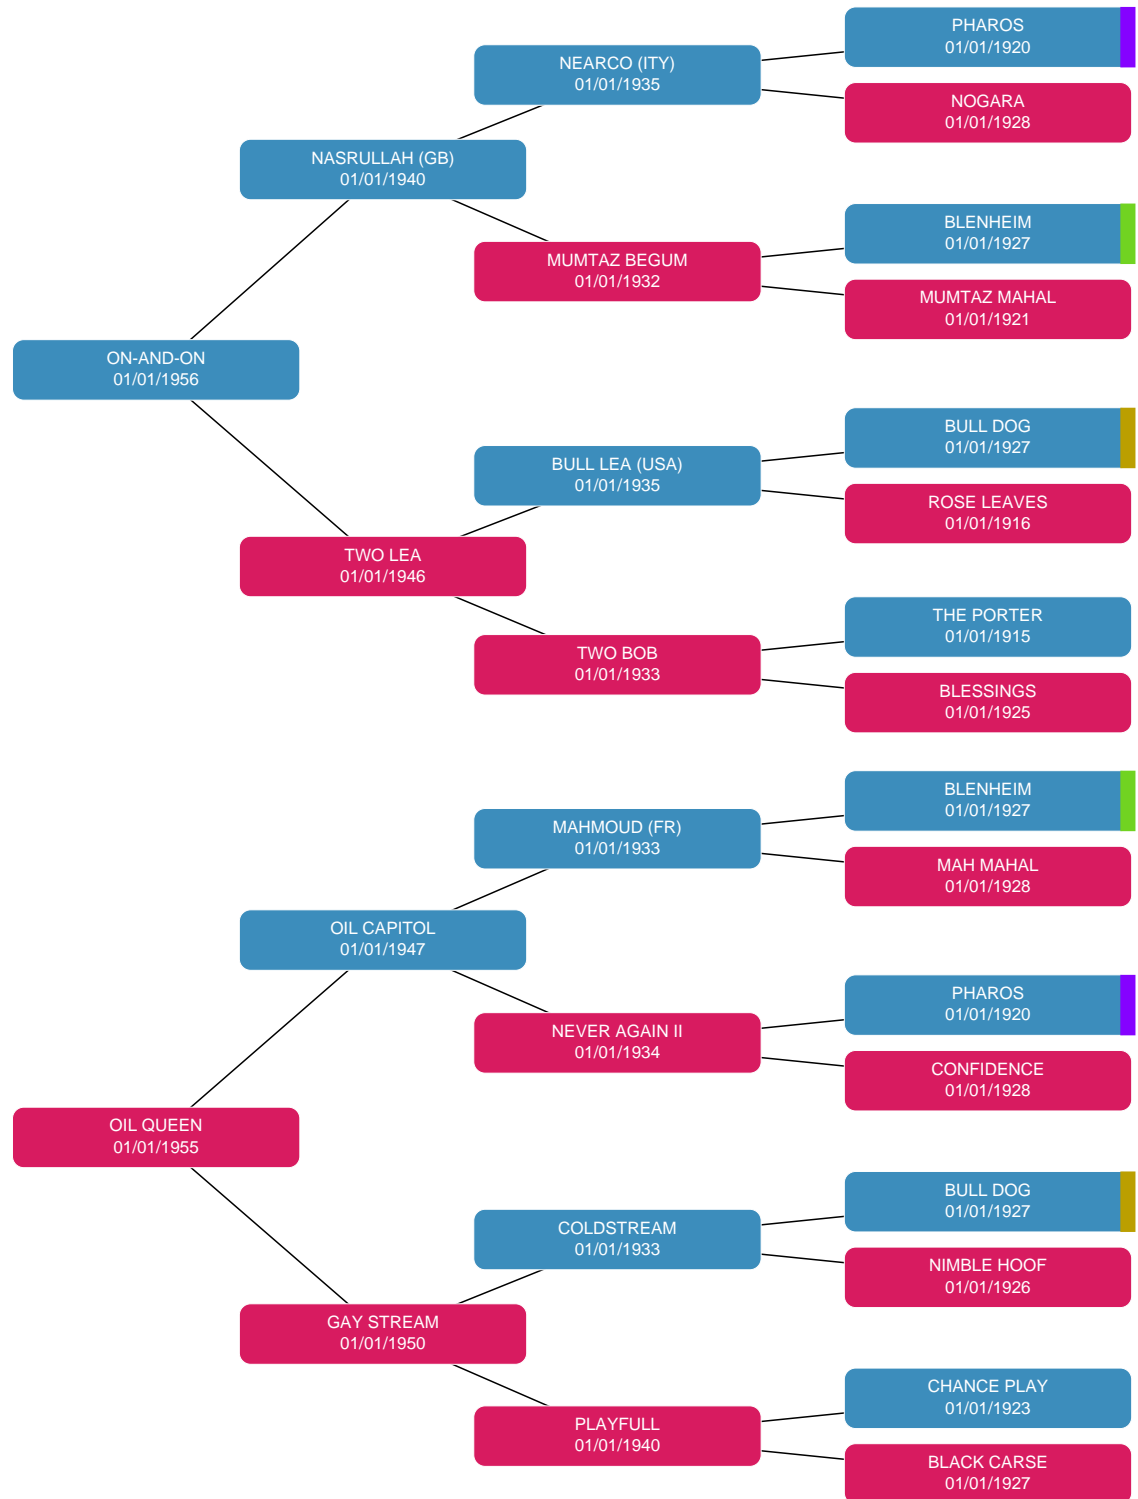 PHAROS
01/01/1920
NEARCO (ITY)
01/01/1935
NOGARA
01/01/1928
NASRULLAH (GB)
01/01/1940
BLENHEIM
01/01/1927
MUMTAZ BEGUM
01/01/1932
MUMTAZ MAHAL
01/01/1921
ON-AND-ON
01/01/1956
BULL DOG
01/01/1927
BULL LEA (USA)
01/01/1935
ROSE LEAVES
01/01/1916
TWO LEA
01/01/1946
THE PORTER
01/01/1915
TWO BOB
01/01/1933
BLESSINGS
01/01/1925
BLENHEIM
01/01/1927
MAHMOUD (FR)
01/01/1933
MAH MAHAL
01/01/1928
OIL CAPITOL
01/01/1947
PHAROS
01/01/1920
NEVER AGAIN II
01/01/1934
CONFIDENCE
01/01/1928
OIL QUEEN
01/01/1955
BULL DOG
01/01/1927
COLDSTREAM
01/01/1933
NIMBLE HOOF
01/01/1926
GAY STREAM
01/01/1950
CHANCE PLAY
01/01/1923
PLAYFULL
01/01/1940
BLACK CARSE
01/01/1927